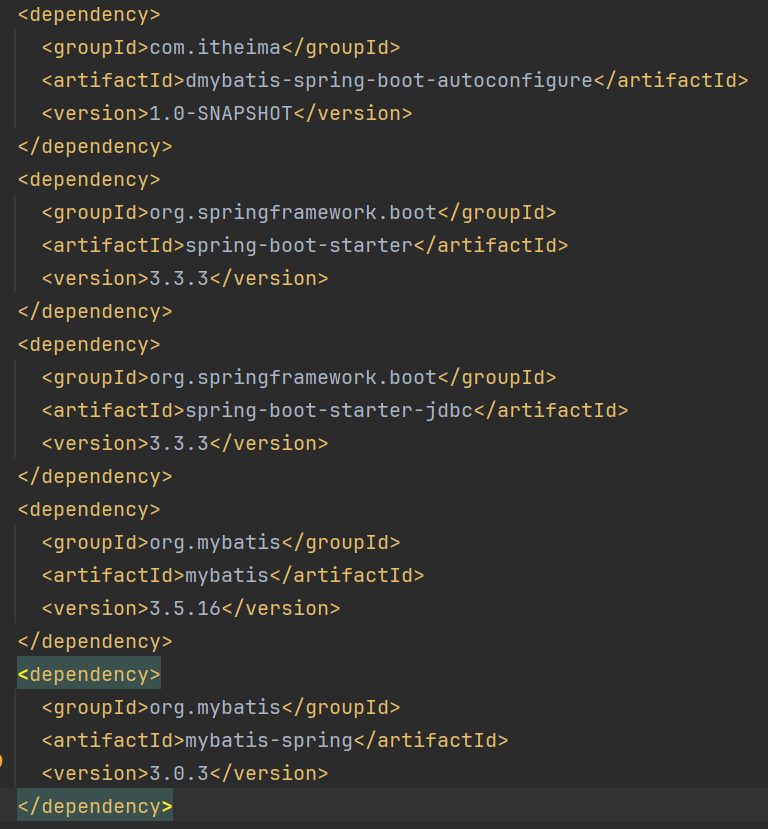 <dependency>
<groupId>com.itheima</groupId>
<artifactId>dmybatis-spring-boot-autoconfigure</artifactId>
<version>1.0-SNAPSHOT</version>
</dependency>
<dependency>
<groupId>org.springframework.boot</groupId>
<artifactId>spring-boot-starter</artifactId>
<version>3.3.3</version>
</dependency>
<dependency>
<groupId>org.springframework.boot</groupId>
<artifactId>spring-boot-starter-jdbc</artifactId>
<version>3.3.3</version>
</dependency>
<dependency>
<groupId>org.mybatis</groupId>
<artifactId>mybatis</artifactId>
<version>3.5.16</version>
</dependency>
<dependency>
<groupId>org.mybatis</groupId>
<artifactId>mybatis-spring</artifactId>
<version>3.0.3</version>
</dependency>